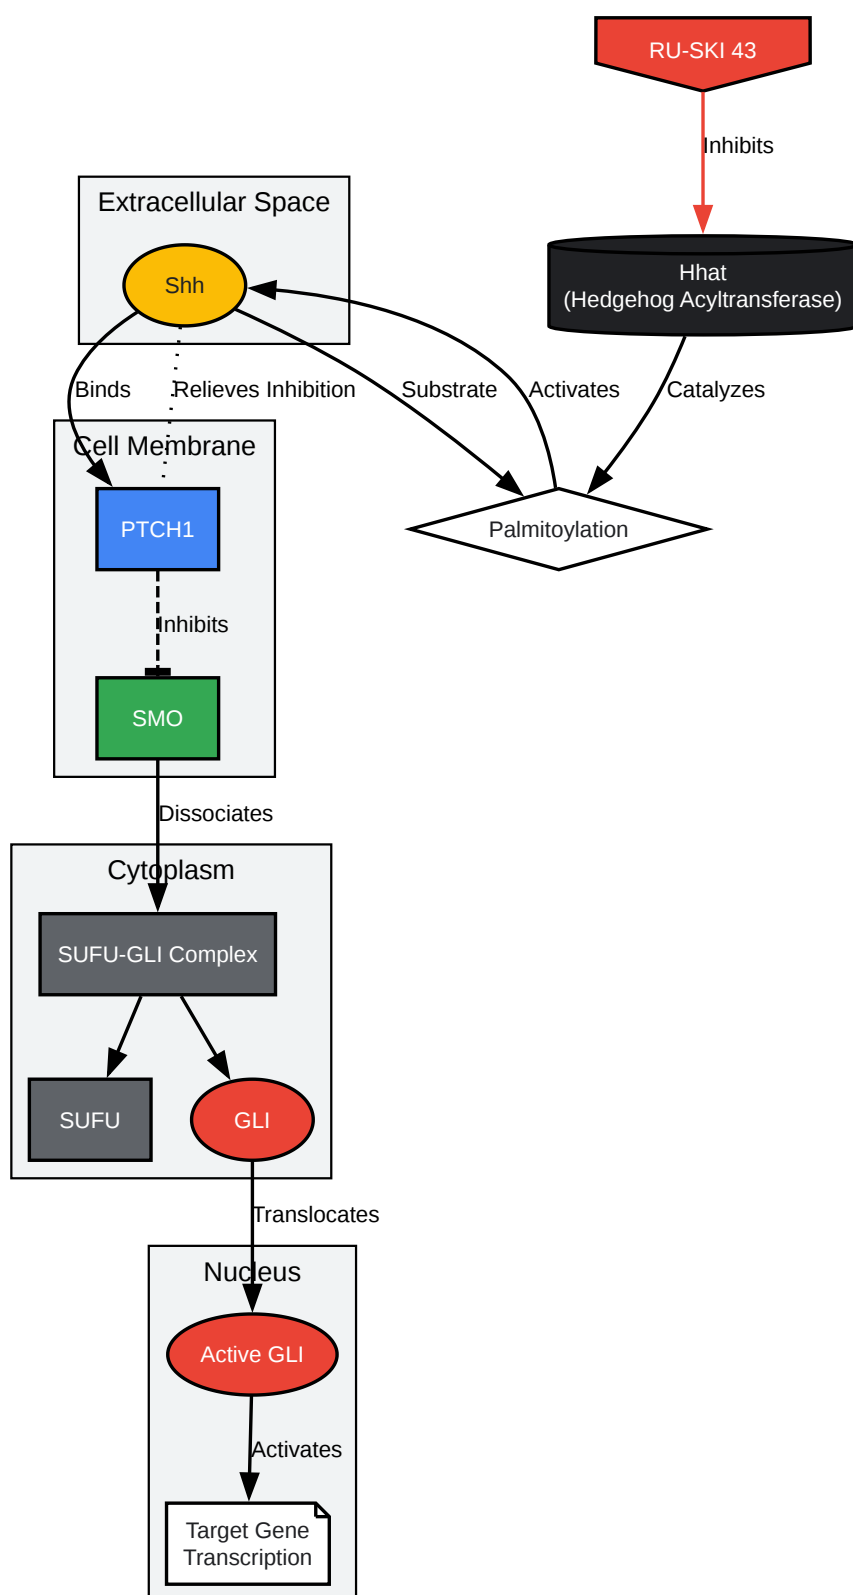 RU-SKI 43
Inhibits
Extracellular Space
Shh
Hhat
(Hedgehog Acyltransferase)
Binds
Relieves Inhibition
Substrate
Activates
Catalyzes
Cell Membrane
PTCH1
Palmitoylation
Inhibits
SMO
Dissociates
Cytoplasm
SUFU-GLI Complex
SUFU
GLI
Translocates
Nucleus
Active GLI
Activates
Target Gene
Transcription